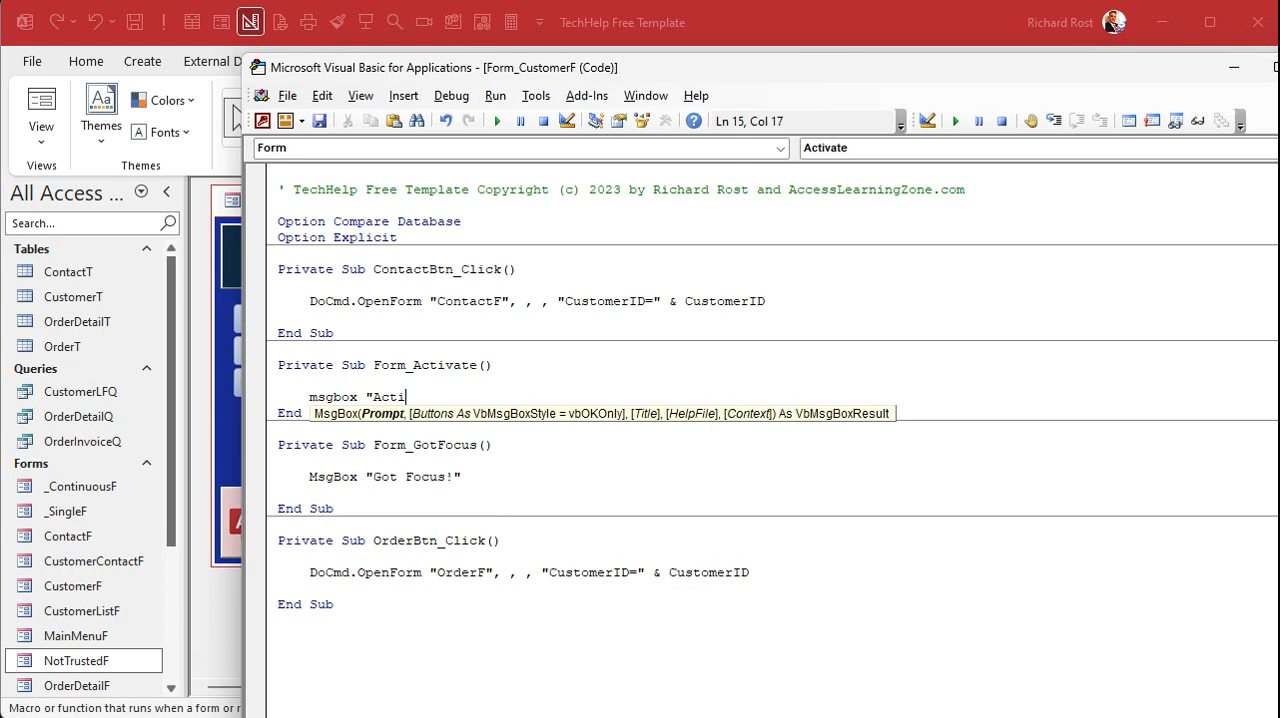 TechHelp Free Template
Richard Rost
File Home Create External D
View
Themes
Colors
Fonts
Views
Themes
All Access ...
Search...
Tables
ContactT
CustomerT
OrderDetailT
OrderT
Queries
CustomerLFQ
OrderDetailQ
OrderInvoiceQ
Forms
_ContinuousF
_SingleF
ContactF
CustomerContactF
CustomerF
CustomerListF
MainMenuF
NotTrustedF
OrderDetailF
Macro or function that runs when a form or r
Microsoft Visual Basic for Applications - [Form_CustomerF (Code)]
File Edit View Insert Debug Run Tools Add-Ins Window Help
Ln 15, Col 17
Form
Activate
' TechHelp Free Template Copyright (c) 2023 by Richard Rost and AccessLearningZone.com
Option Compare Database
Option Explicit
Private Sub ContactBtn_Click()
DoCmd.OpenForm "ContactF", , , "CustomerID=" & CustomerID
End Sub
Private Sub Form_Activate()
msgbox "Acti
End
MsgBox(Prompt, [Buttons As VbMsgBoxStyle = vbOKOnly], [Title], [HelpFile], [Context]) As VbMsgBoxResult
Private Sub Form_GotFocus()
MsgBox "Got Focus!"
End Sub
Private Sub OrderBtn_Click()
DoCmd.OpenForm "OrderF", , , "CustomerID=" & CustomerID
End Sub